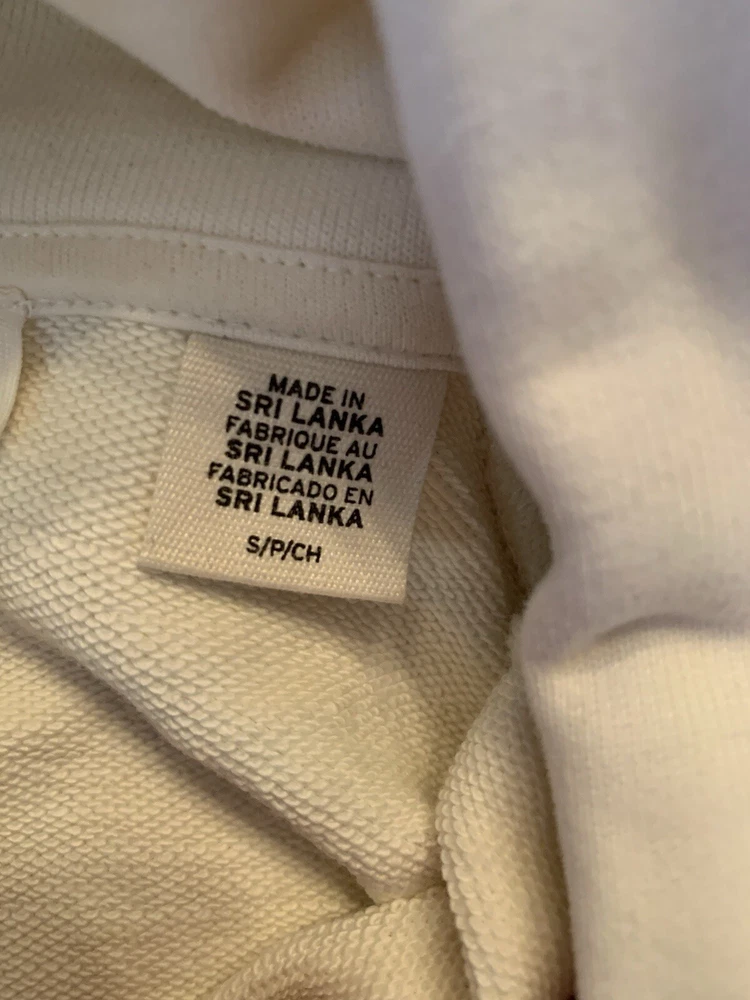 MADE IN
SRI LANKA
FABRIQUE AU
SRI LANKA
FABRICADO EN
SRI LANKA
S/P/CH